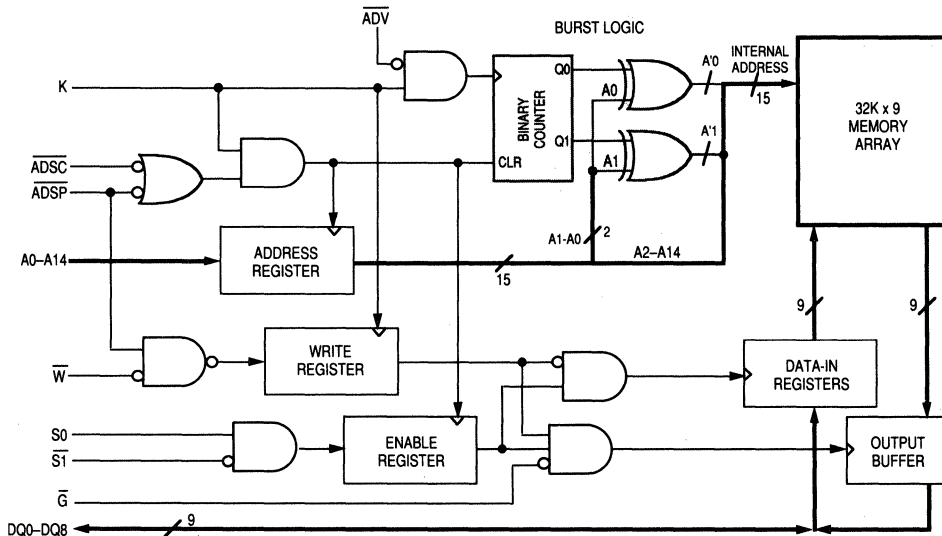 ADV
BURST LOGIC
K
BINARY COUNTER
Q0
Q1
CLR
A0
A1
A'0
A'1
INTERNAL
ADDRESS
15
32K x 9
MEMORY
ARRAY
ADSC
ADSP
A0–A14
ADDRESS
REGISTER
15
A1-A0
2
A2–A14
9
9
W
WRITE
REGISTER
DATA-IN
REGISTERS
S0
S1
ENABLE
REGISTER
OUTPUT
BUFFER
G
DQ0–DQ8
9